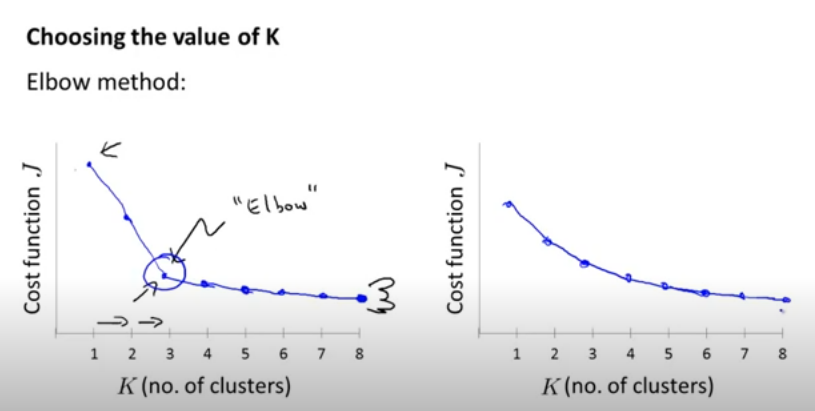 Choosing the value of K
Elbow method:
Cost function J
"Elbow"
1 2 3 4 5 6 7 8
K (no. of clusters)
Cost function J
1 2 3 4 5 6 7 8
K (no. of clusters)